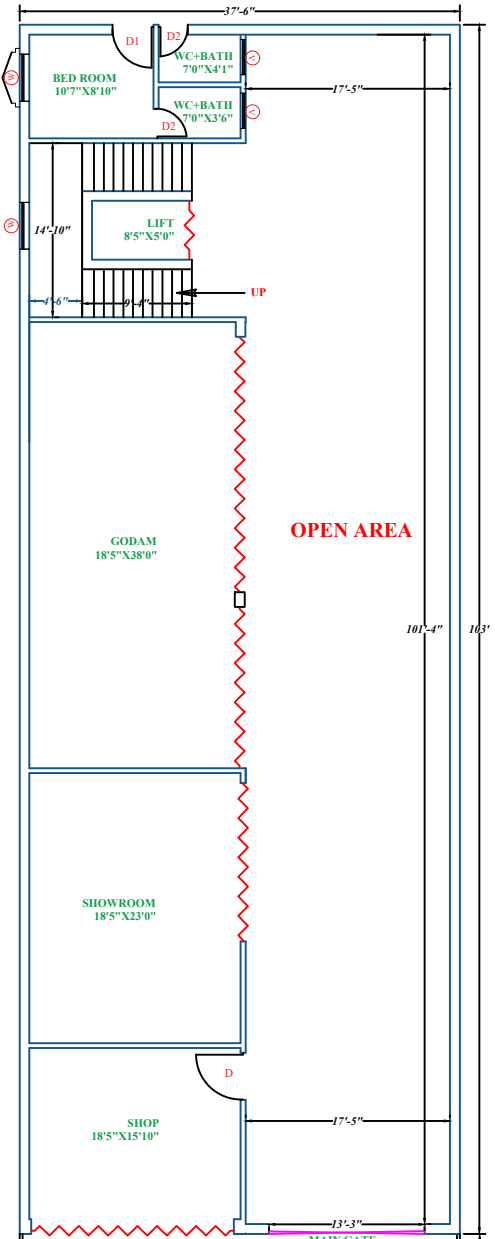 37'-6"
D1
D2
BED ROOM
10'7"X8'10"
WC+BATH
7'0"X4'1"
W
V
17'-5"
WC+BATH
7'0"X3'6"
V
D2
14'-10"
LIFT
8'5"X5'0"
W
4'-6"
9'-4"
UP
OPEN AREA
GODAM
18'5"X38'0"
101'-4"
103'
SHOWROOM
18'5"X23'0"
D
SHOP
18'5"X15'10"
17'-5"
13'-3"
MAIN GATE